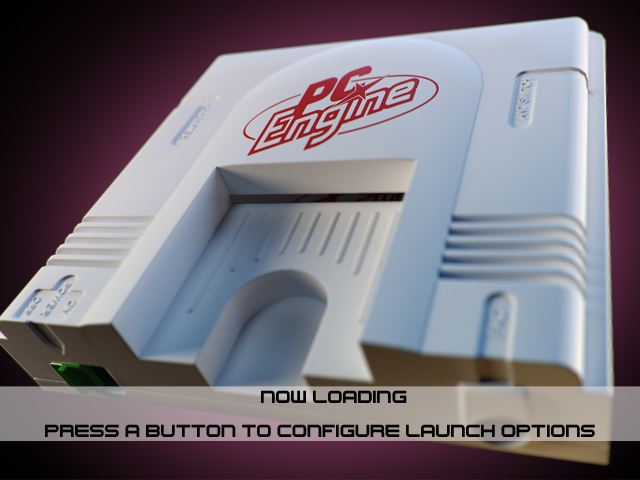 PC
Engine
NOW LOADING
PRESS A BUTTON TO CONFIGURE LAUNCH OPTIONS